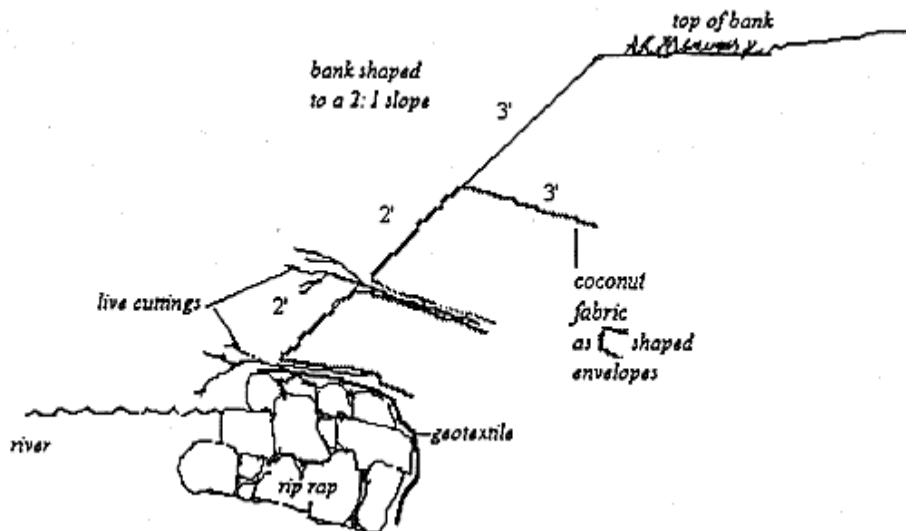 top of bank
bank shaped
to a 2: 1 slope
3'
3'
2'
coconut
fabric
as shaped
envelopes
live cuttings
2'
geotextile
river
rip rap